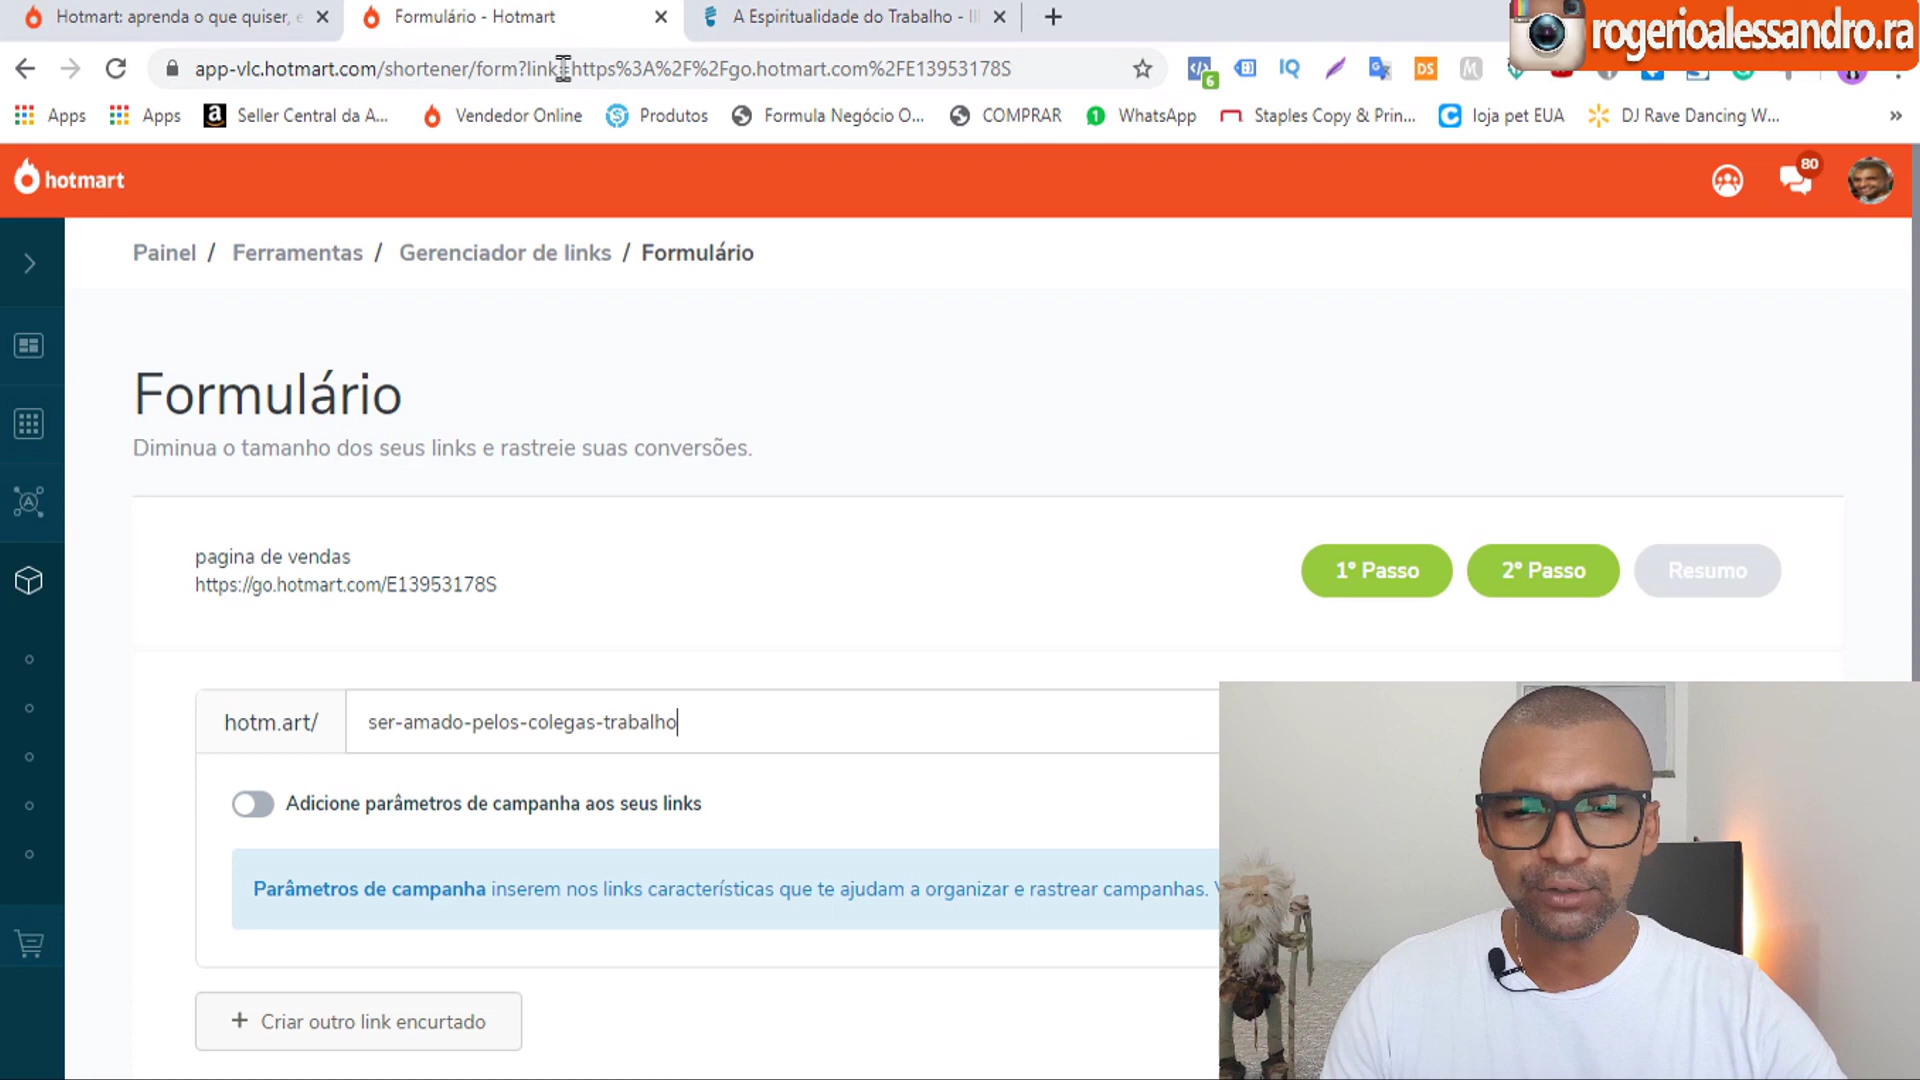 Hotmart: aprenda o que quiser, e
Formulário - Hotmart
A Espiritualidade do Trabalho - II
rogerioalessandro.ra
app-vlc.hotmart.com/shortener/form?link=https%3A%2F%2Fgo.hotmart.com%2FE13953178S
6
IQ
DS
M
Apps
Apps
Seller Central da A...
Vendedor Online
Produtos
Formula Negócio O...
COMPRAR
1
WhatsApp
Staples Copy & Prin...
loja pet EUA
DJ Rave Dancing W...
»
hotmart
80
Painel / Ferramentas / Gerenciador de links / Formulário
Formulário
Diminua o tamanho dos seus links e rastreie suas conversões.
pagina de vendas
https://go.hotmart.com/E13953178S
1° Passo
2° Passo
Resumo
hotm.art/
ser-amado-pelos-colegas-trabalho
Adicione parâmetros de campanha aos seus links
Parâmetros de campanha inserem nos links características que te ajudam a organizar e rastrear campanhas.
+ Criar outro link encurtado